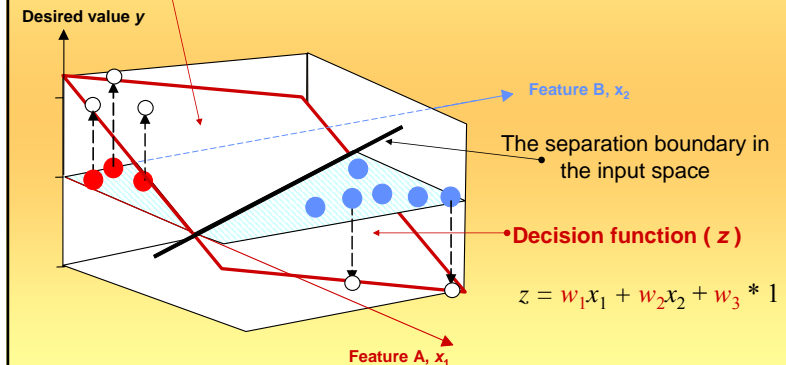 Desired value y
Feature B, x₂
The separation boundary in
the input space
Decision function ( z )
z = w₁x₁ + w₂x₂ + w₃ * 1
Feature A, x₁